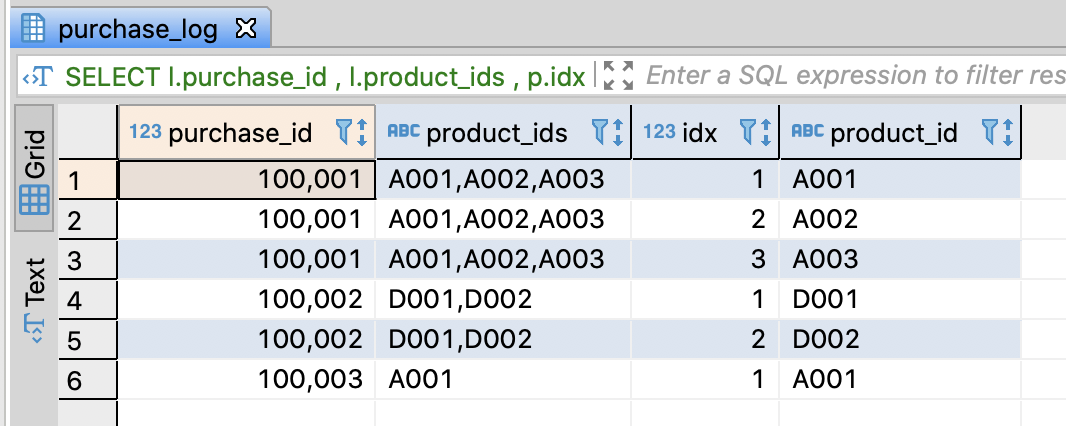 purchase_log
SELECT l.purchase_id , l.product_ids , p.idx Enter a SQL expression to filter res
Grid
Text
123 purchase_id ABC product_ids 123 idx ABC product_id
1 100,001 A001,A002,A003 1 A001
2 100,001 A001,A002,A003 2 A002
3 100,001 A001,A002,A003 3 A003
4 100,002 D001,D002 1 D001
5 100,002 D001,D002 2 D002
6 100,003 A001 1 A001